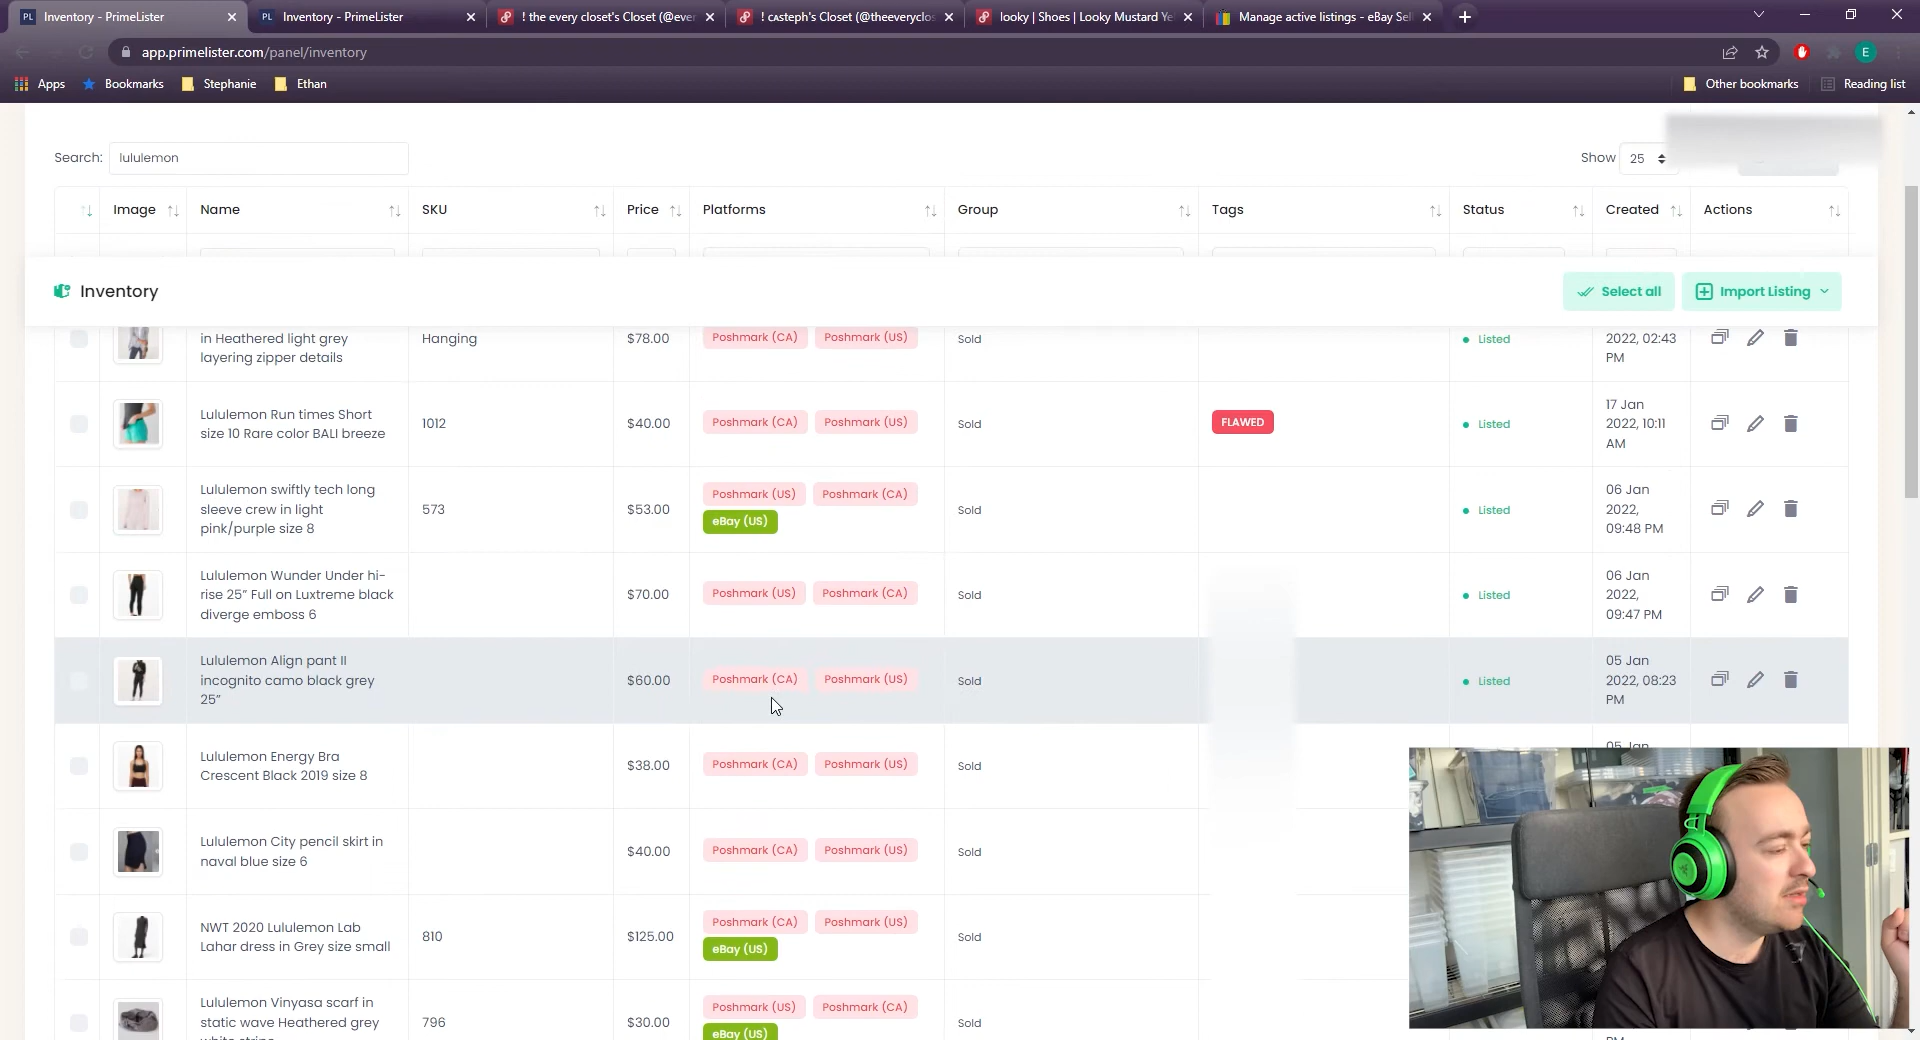 Inventory - PrimeLister
Inventory - PrimeLister
! the every closet's Closet (@ever
! cᴀsteph's Closet (@theeveryclos
looky | Shoes | Looky Mustard Ye
Manage active listings - eBay Sell
app.primelister.com/panel/inventory
E
Apps
Bookmarks
Stephanie
Ethan
Other bookmarks
Reading list
Search:
lululemon
Show
25
Image
Name
SKU
Price
Platforms
Group
Tags
Status
Created
Actions
Inventory
Select all
Import Listing
in Heathered light grey
layering zipper details
Hanging
$78.00
Poshmark (CA)
Poshmark (US)
Sold
Listed
2022, 02:43
PM
Lululemon Run times Short
size 10 Rare color BALI breeze
1012
$40.00
Poshmark (CA)
Poshmark (US)
Sold
FLAWED
Listed
17 Jan
2022, 10:11
AM
Lululemon swiftly tech long
sleeve crew in light
pink/purple size 8
573
$53.00
Poshmark (US)
Poshmark (CA)
eBay (US)
Sold
Listed
06 Jan
2022,
09:48 PM
Lululemon Wunder Under hi-
rise 25” Full on Luxtreme black
diverge emboss 6
$70.00
Poshmark (US)
Poshmark (CA)
Sold
Listed
06 Jan
2022,
09:47 PM
Lululemon Align pant II
incognito camo black grey
25”
$60.00
Poshmark (CA)
Poshmark (US)
Sold
Listed
05 Jan
2022, 08:23
PM
Lululemon Energy Bra
Crescent Black 2019 size 8
$38.00
Poshmark (CA)
Poshmark (US)
Sold
05 Jan
Lululemon City pencil skirt in
naval blue size 6
$40.00
Poshmark (CA)
Poshmark (US)
Sold
NWT 2020 Lululemon Lab
Lahar dress in Grey size small
810
$125.00
Poshmark (CA)
Poshmark (US)
eBay (US)
Sold
Lululemon Vinyasa scarf in
static wave Heathered grey
white stripe
796
$30.00
Poshmark (US)
Poshmark (CA)
eBay (US)
Sold
PM